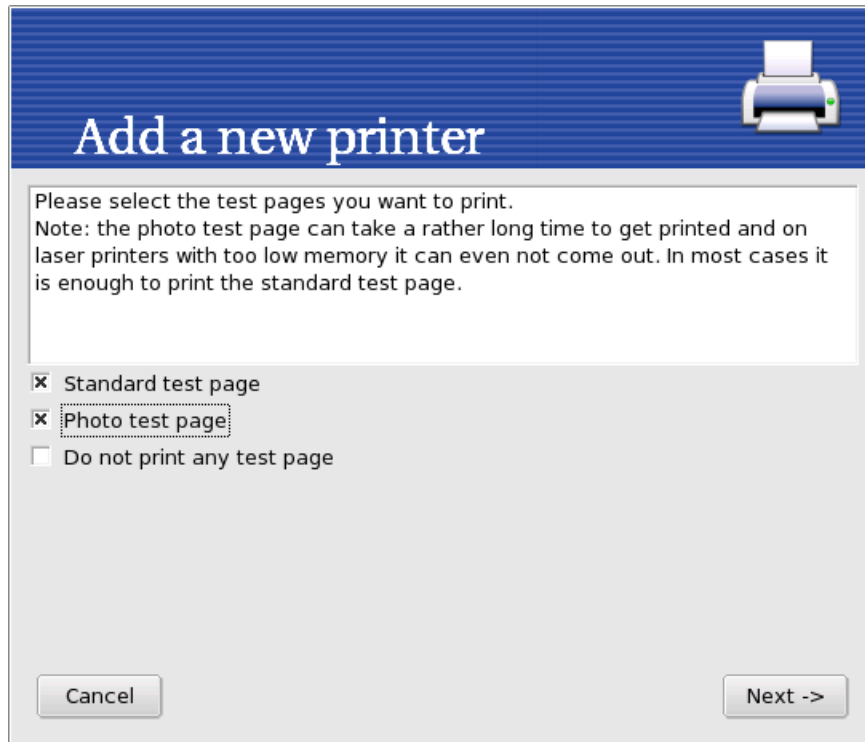 Add a new printer
Please select the test pages you want to print.
Note: the photo test page can take a rather long time to get printed and on
laser printers with too low memory it can even not come out. In most cases it
is enough to print the standard test page.
Standard test page
Photo test page
Do not print any test page
Cancel
Next ->